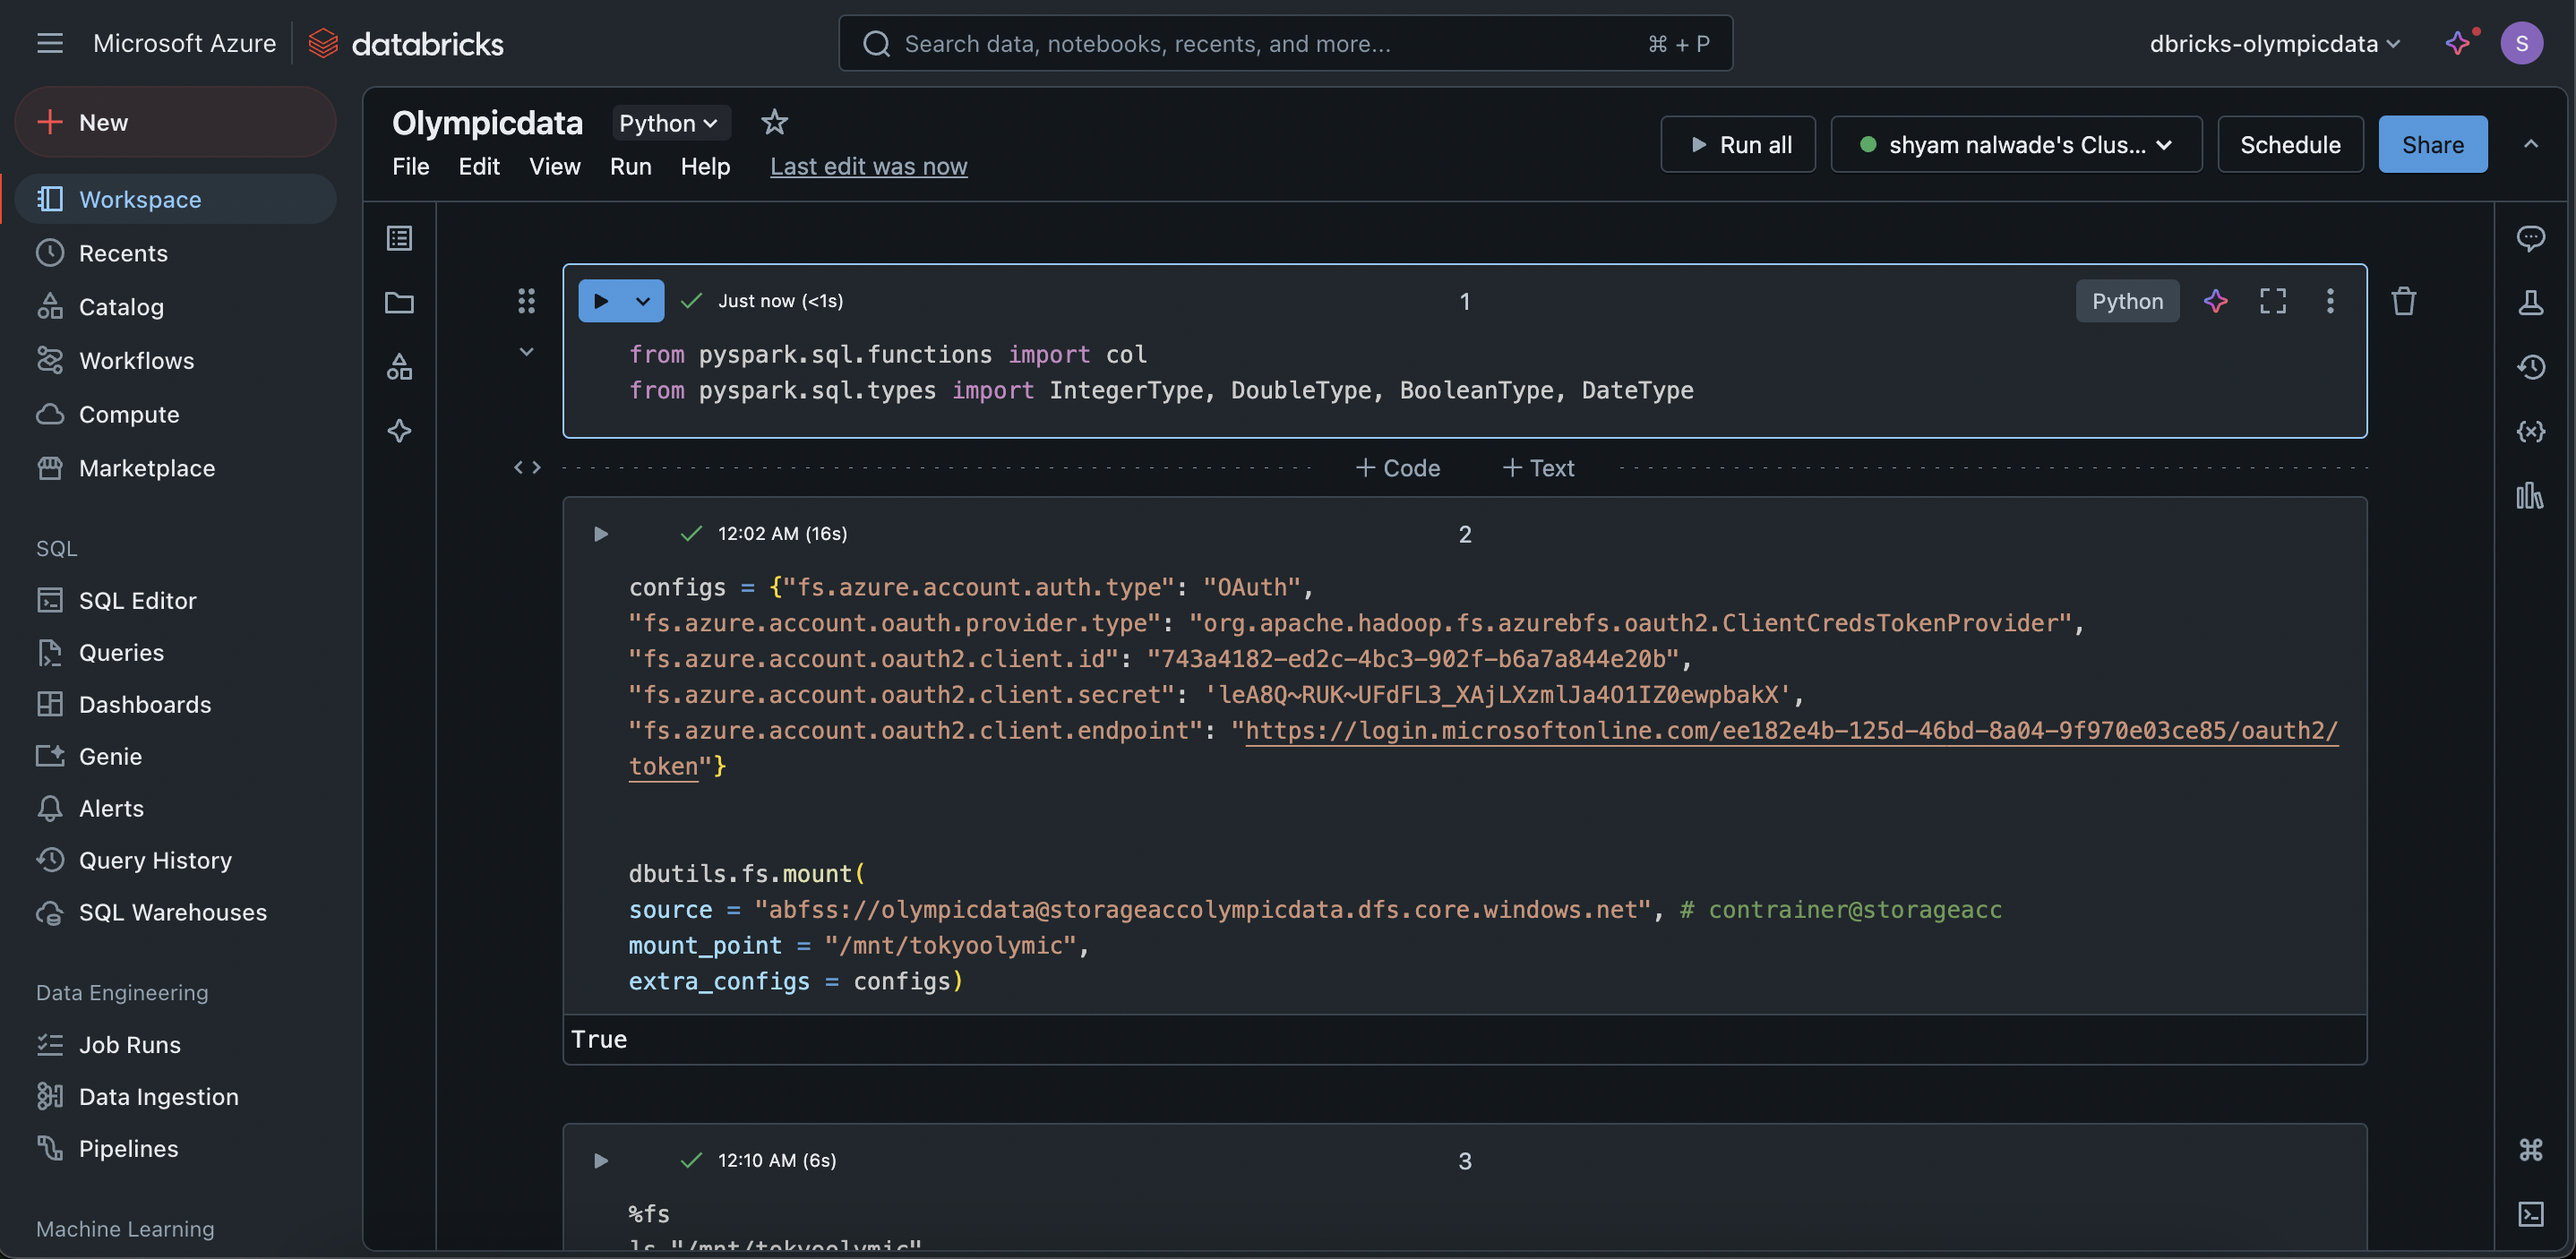 Microsoft Azure
databricks
Search data, notebooks, recents, and more...
⌘ + P
dbricks-olympicdata
S
New
Workspace
Recents
Catalog
Workflows
Compute
Marketplace
SQL
SQL Editor
Queries
Dashboards
Genie
Alerts
Query History
SQL Warehouses
Data Engineering
Job Runs
Data Ingestion
Pipelines
Machine Learning
Olympicdata
Python
File Edit View Run Help Last edit was now
Run all
shyam nalwade's Clus...
Schedule
Share
Just now (<1s)
1
Python
from pyspark.sql.functions import col
from pyspark.sql.types import IntegerType, DoubleType, BooleanType, DateType
+ Code + Text
12:02 AM (16s)
2
configs = {"fs.azure.account.auth.type": "OAuth",
"fs.azure.account.oauth.provider.type": "org.apache.hadoop.fs.azurebfs.oauth2.ClientCredsTokenProvider",
"fs.azure.account.oauth2.client.id": "743a4182-ed2c-4bc3-902f-b6a7a844e20b",
"fs.azure.account.oauth2.client.secret": 'leA8Q~RUK~UFdFL3_XAjLXzmlJa4O1IZ0ewpbakX',
"fs.azure.account.oauth2.client.endpoint": "https://login.microsoftonline.com/ee182e4b-125d-46bd-8a04-9f970e03ce85/oauth2/
token"}
dbutils.fs.mount(
source = "abfss://olympicdata@storageaccolympicdata.dfs.core.windows.net", # contrainer@storageacc
mount_point = "/mnt/tokyoolymic",
extra_configs = configs)
True
12:10 AM (6s)
3
%fs
ls "/mnt/tokyoolymic"